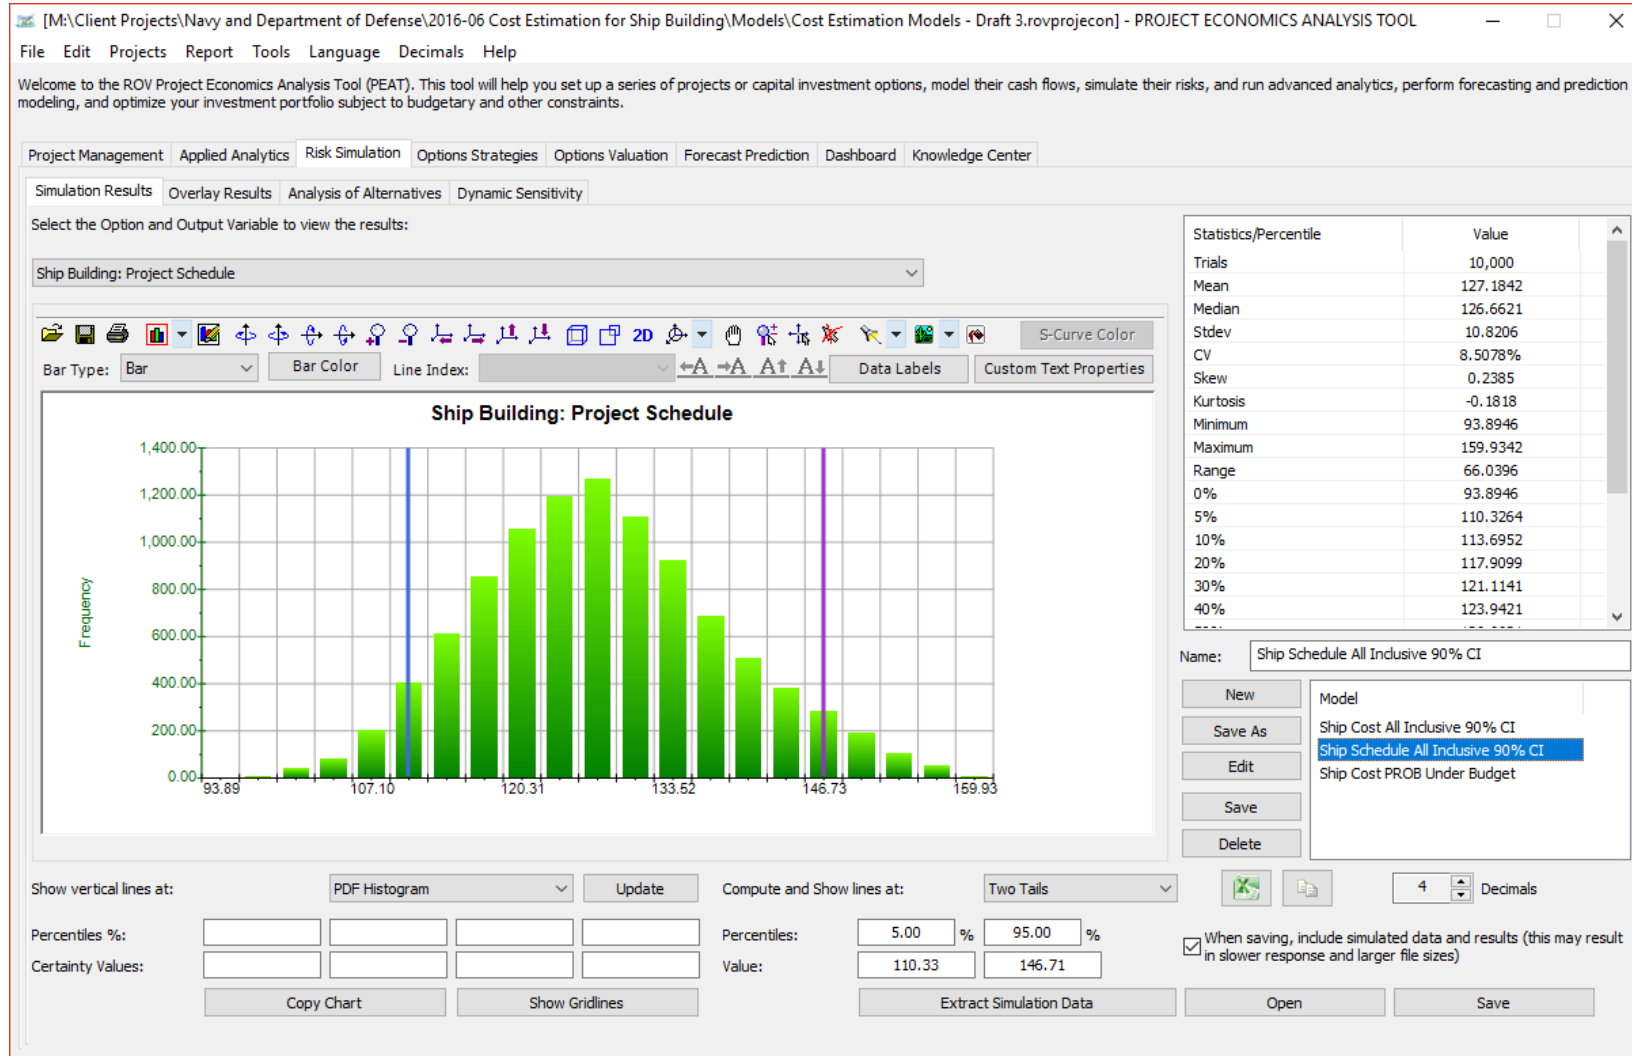 [M:\Client Projects\Navy and Department of Defense\2016-06 Cost Estimation for Ship Building\Models\Cost Estimation Models - Draft 3.rovprojecon] - PROJECT ECONOMICS ANALYSIS TOOL
File Edit Projects Report Tools Language Decimals Help
Welcome to the ROV Project Economics Analysis Tool (PEAT). This tool will help you set up a series of projects or capital investment options, model their cash flows, simulate their risks, and run advanced analytics, perform forecasting and prediction
modeling, and optimize your investment portfolio subject to budgetary and other constraints.
Project Management Applied Analytics Risk Simulation Options Strategies Options Valuation Forecast Prediction Dashboard Knowledge Center
Simulation Results Overlay Results Analysis of Alternatives Dynamic Sensitivity
Select the Option and Output Variable to view the results:
Ship Building: Project Schedule
2D S-Curve Color
Bar Type: Bar Bar Color Line Index: A A A A Data Labels Custom Text Properties
Ship Building: Project Schedule
Frequency
1,400.00
1,200.00
1,000.00
800.00
600.00
400.00
200.00
0.00
93.89 107.10 120.31 133.52 146.73 159.93
Statistics/Percentile Value
Trials 10,000
Mean 127.1842
Median 126.6621
Stdev 10.8206
CV 8.5078%
Skew 0.2385
Kurtosis -0.1818
Minimum 93.8946
Maximum 159.9342
Range 66.0396
0% 93.8946
5% 110.3264
10% 113.6952
20% 117.9099
30% 121.1141
40% 123.9421
Name: Ship Schedule All Inclusive 90% CI
New
Save As
Edit
Save
Delete
Model
Ship Cost All Inclusive 90% CI
Ship Schedule All Inclusive 90% CI
Ship Cost PROB Under Budget
Show vertical lines at: PDF Histogram Update Compute and Show lines at: Two Tails 4 Decimals
Percentiles %: Percentiles: 5.00 % 95.00 %
Certainty Values: Value: 110.33 146.71
When saving, include simulated data and results (this may result
in slower response and larger file sizes)
Copy Chart Show Gridlines Extract Simulation Data Open Save